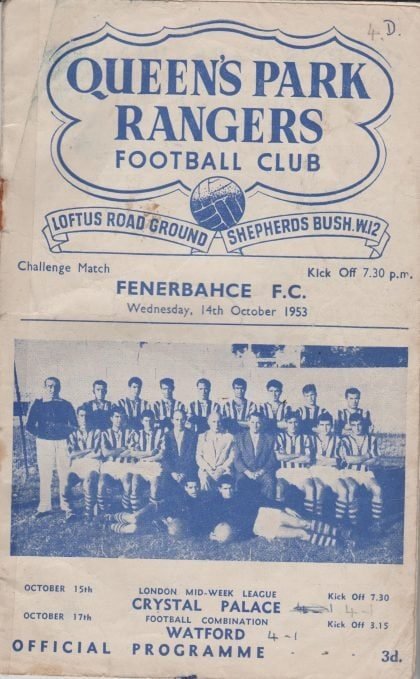 4.D.
QUEEN'S PARK
RANGERS
FOOTBALL CLUB
LOFTUS ROAD GROUND SHEPHERDS BUSH.W.12
Challenge Match Kick Off 7.30 p.m.
FENERBAHCE F.C.
Wednesday, 14th October 1953
OCTOBER 15th LONDON MID-WEEK LEAGUE Kick Off 7.30
CRYSTAL PALACE 4-1
OCTOBER 17th FOOTBALL COMBINATION Kick Off 3.15
WATFORD 4-1
OFFICIAL PROGRAMME 3d.